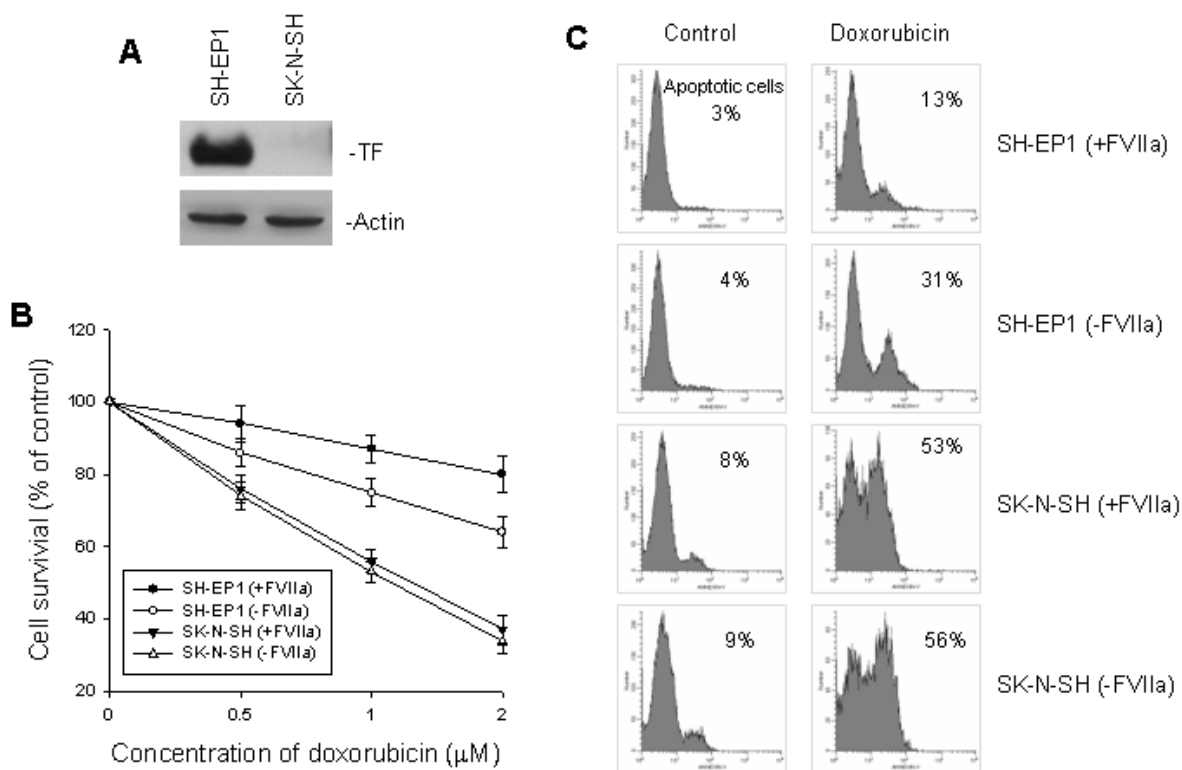 A
SH-EP1
SK-N-SH
-TF
-Actin
B
Cell survivial (% of control)
120
100
80
60
40
20
SH-EP1 (+FVIIa)
SH-EP1 (-FVIIa)
SK-N-SH (+FVIIa)
SK-N-SH (-FVIIa)
0
0.5
1
2
Concentration of doxorubicin (μM)
C
Control
Doxorubicin
Apoptotic cells
3%
13%
SH-EP1 (+FVIIa)
4%
31%
SH-EP1 (-FVIIa)
8%
53%
SK-N-SH (+FVIIa)
9%
56%
SK-N-SH (-FVIIa)